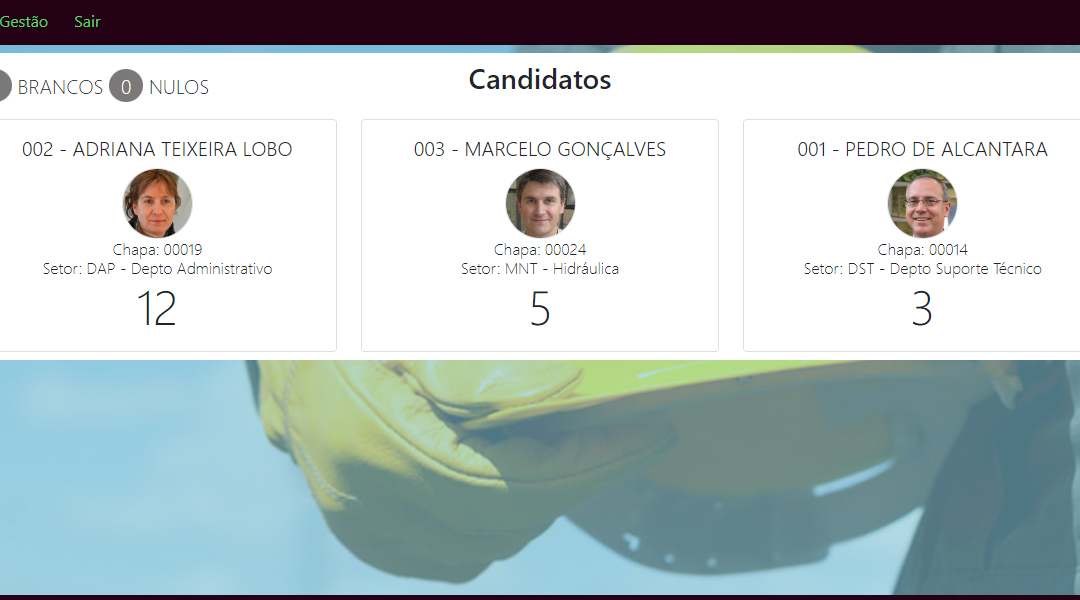 Gestão Sair
Candidatos
BRANCOS 0 NULOS
002 - ADRIANA TEIXEIRA LOBO
Chapa: 00019
Setor: DAP - Depto Administrativo
12
003 - MARCELO GONÇALVES
Chapa: 00024
Setor: MNT - Hidráulica
5
001 - PEDRO DE ALCANTARA
Chapa: 00014
Setor: DST - Depto Suporte Técnico
3